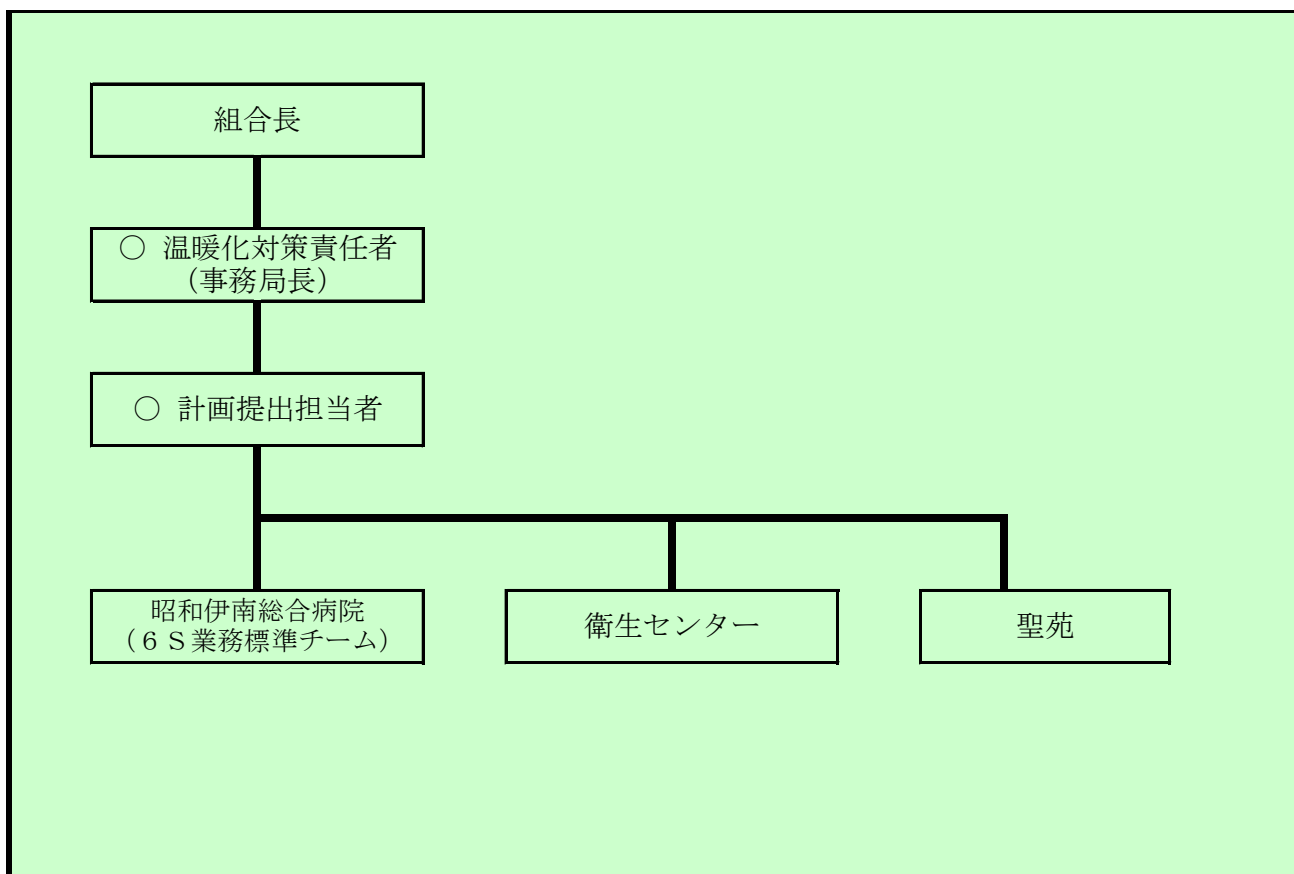 組合長
○ 温暖化対策責任者
（事務局長）
○ 計画提出担当者
昭和伊南総合病院
（６Ｓ業務標準チーム）
衛生センター
聖苑